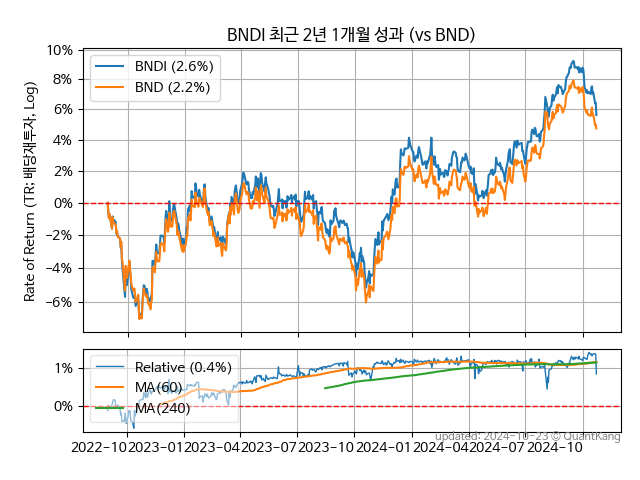 BNDI 최근 2년 1개월 성과 (vs BND)
10%
8%
6%
4%
2%
0%
−2%
−4%
−6%
Rate of Return (TR: 배당재투자, Log)
BNDI (2.6%)
BND (2.2%)
1%
0%
Relative (0.4%)
MA(60)
MA(240)
2022-10
2023-01
2023-04
2023-07
2023-10
2024-01
2024-04
2024-07
2024-10
updated: 2024-10-23 © QuantKang